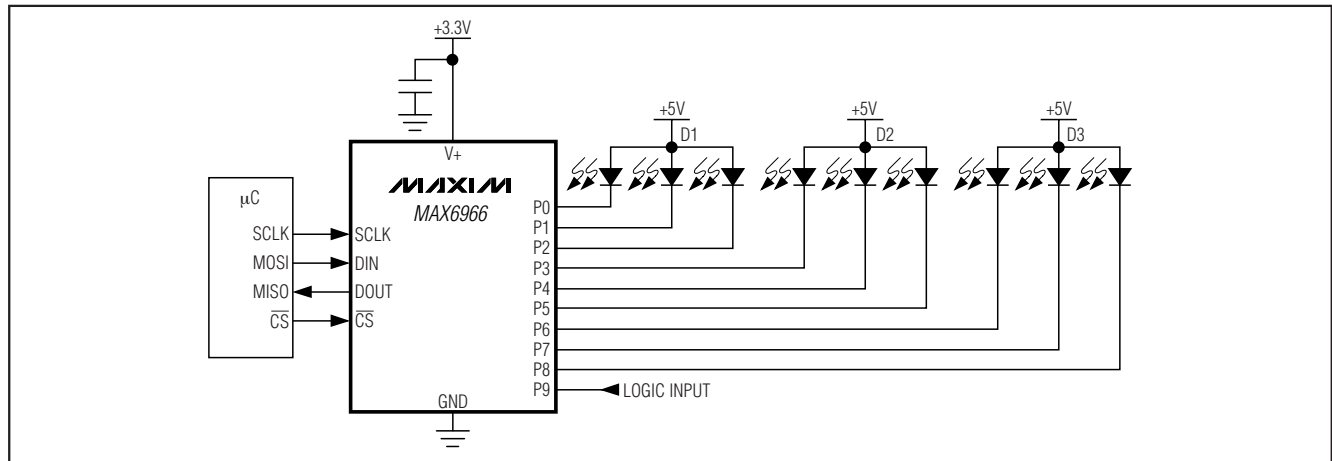 +3.3V
+5V
+5V
+5V
D1
D2
D3
V+
MAXIM
MAX6966
µC
SCLK
MOSI
MISO
CS
SCLK
DIN
DOUT
CS
P0
P1
P2
P3
P4
P5
P6
P7
P8
P9
LOGIC INPUT
GND